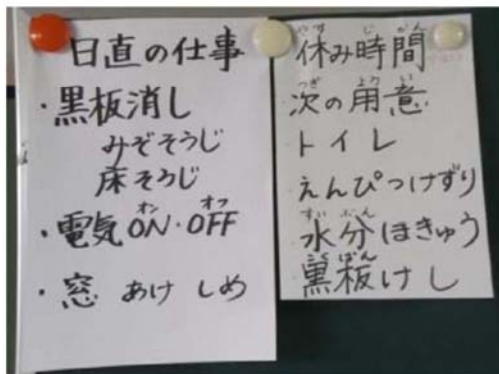 日直の仕事
・黒板消し
みぞそうじ
床そうじ
・電気 ON・OFF
・窓 あけ しめ
休み時間
次の用意
トイレ
えんぴつけずり
水分ほきゅう
黒板けし